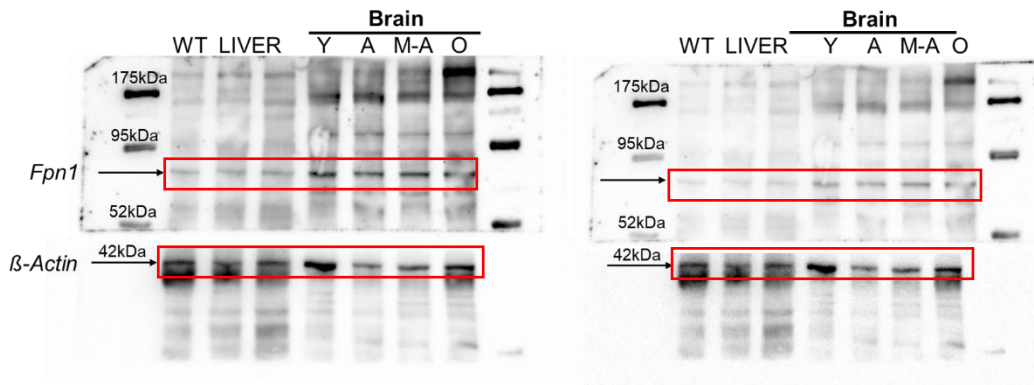 Brain
WT LIVER Y A M-A O
175kDa
95kDa
Fpn1
52kDa
42kDa
ß-Actin
Brain
WT LIVER Y A M-A O
175kDa
95kDa
52kDa
42kDa